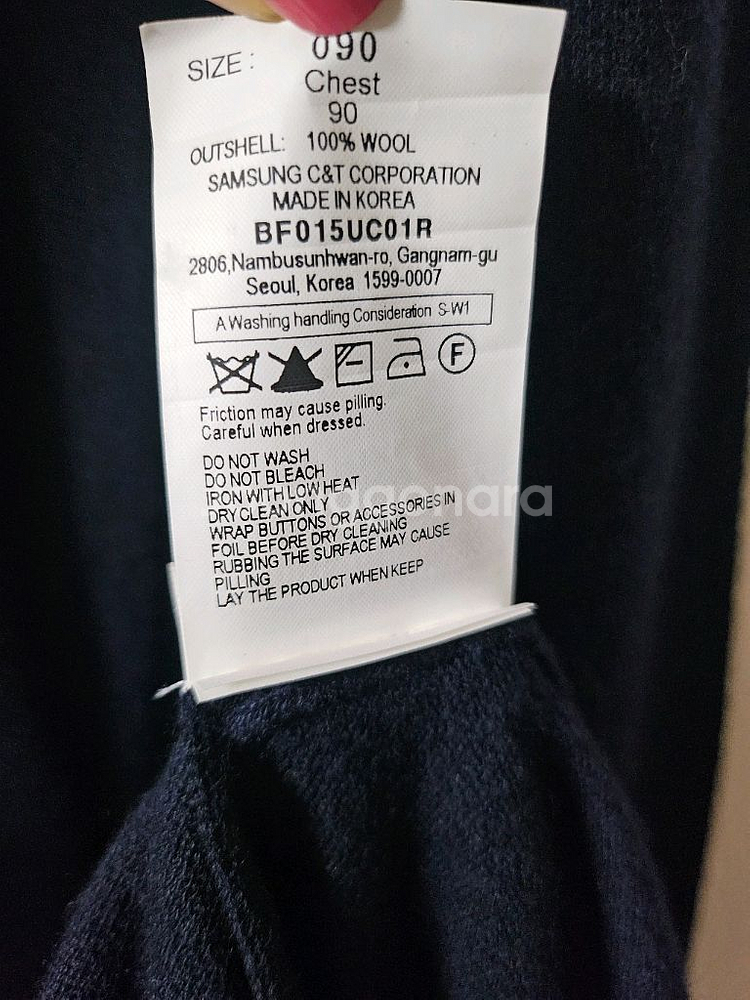 SIZE : 090
Chest
90
OUTSHELL: 100% WOOL
SAMSUNG C&T CORPORATION
MADE IN KOREA
BF015UC01R
2806,Nambusunhwan-ro, Gangnam-gu
Seoul, Korea 1599-0007
A Washing handling Consideration S-W1
F
Friction may cause pilling.
Careful when dressed.
DO NOT WASH
DO NOT BLEACH
IRON WITH LOW HEAT
DRY CLEAN ONLY
WRAP BUTTONS OR ACCESSORIES IN
FOIL BEFORE DRY CLEANING
RUBBING THE SURFACE MAY CAUSE
PILLING
LAY THE PRODUCT WHEN KEEP